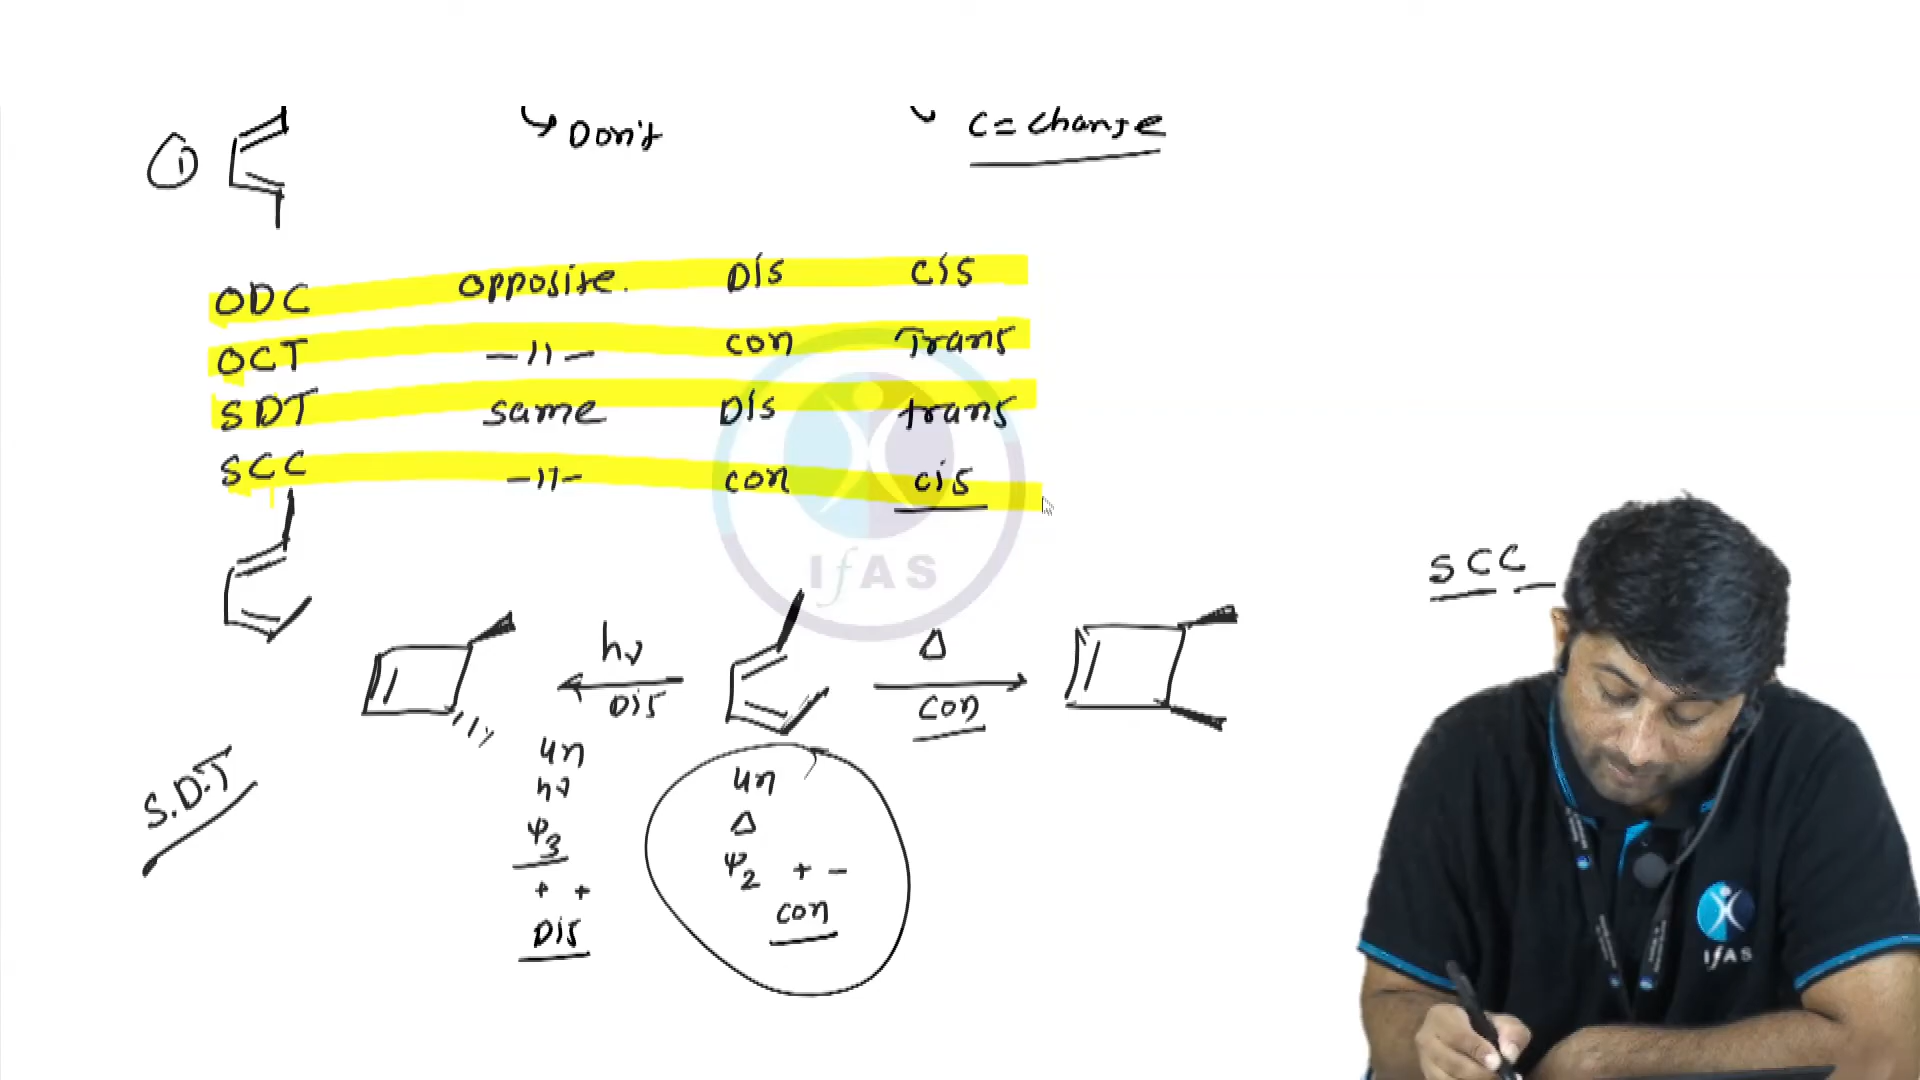 ① ↳ Don't c = change
ODC opposite. Dis cis
OCT —11— con Trans
SDT same Dis trans
SCC —11— con cis
IfAS
SCC
hν Δ
Dis con
S.D.T
4n 4n
hν Δ
Ψ3 Ψ2 + -
+ + con
Dis
IfAS